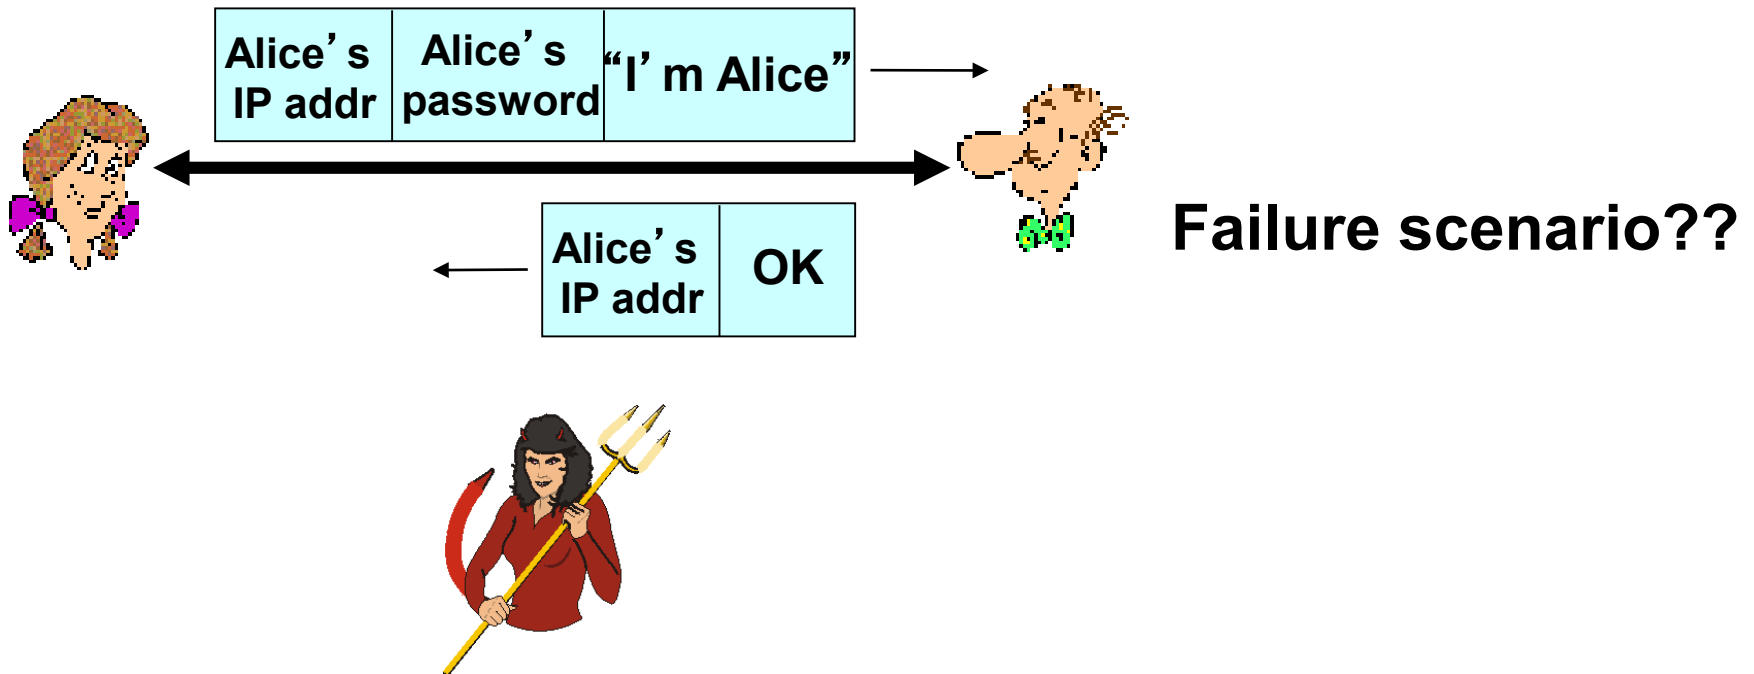 Alice’s
IP addr
Alice’s
password
“I’m Alice”
Alice’s
IP addr
OK
Failure scenario??